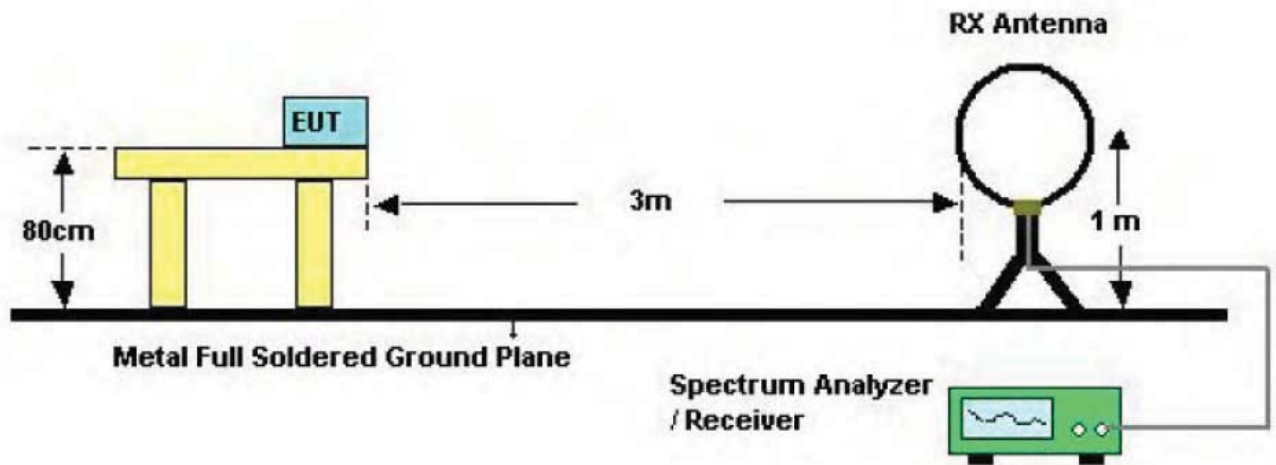 RX Antenna
EUT
80cm
3m
1 m
Metal Full Soldered Ground Plane
Spectrum Analyzer
/ Receiver